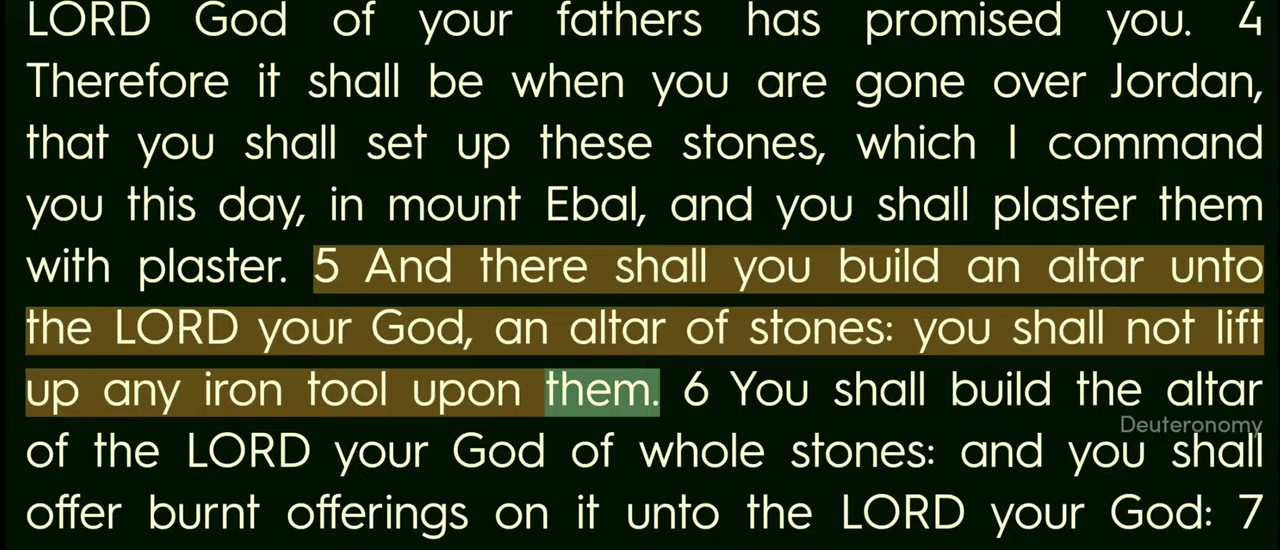 LORD God of your fathers has promised you. 4
Therefore it shall be when you are gone over Jordan,
that you shall set up these stones, which I command
you this day, in mount Ebal, and you shall plaster them
with plaster. 5 And there shall you build an altar unto
the LORD your God, an altar of stones: you shall not lift
up any iron tool upon them. 6 You shall build the altar
Deuteronomy
of the LORD your God of whole stones: and you shall
offer burnt offerings on it unto the LORD your God: 7